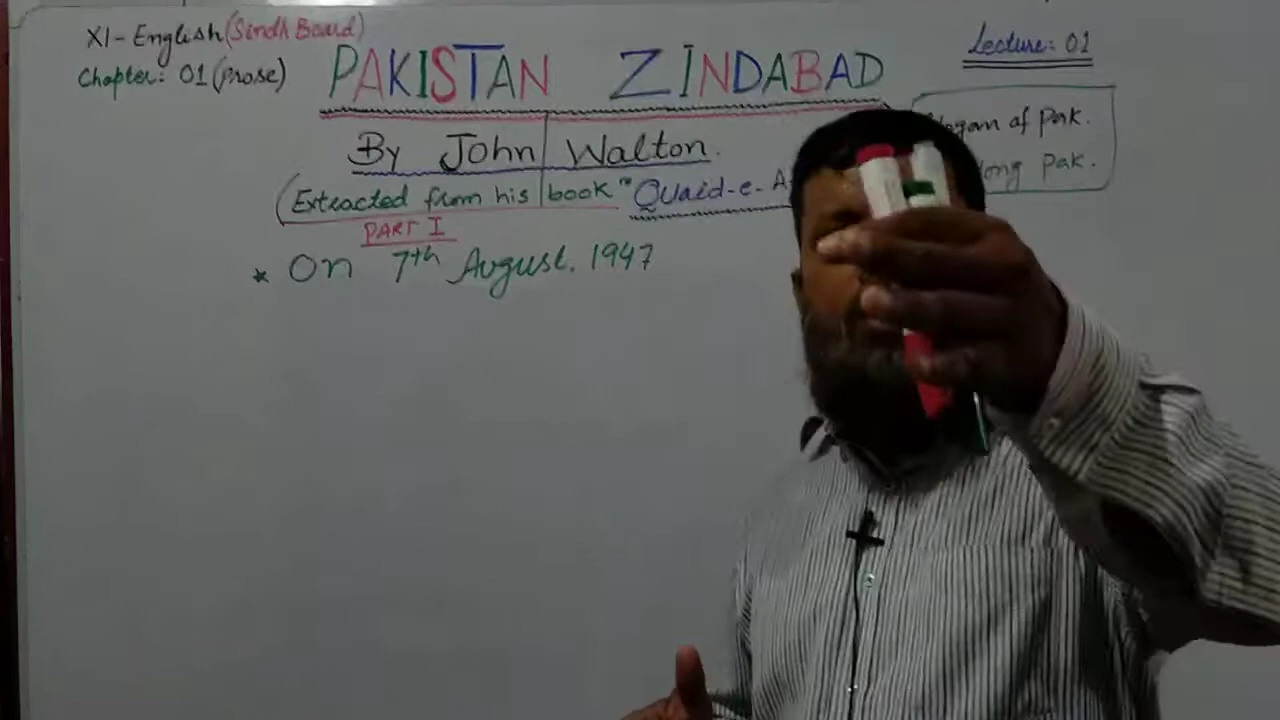 XI-English (Sindh Board)
Chapter: 01 (Prose)
PAKISTAN ZINDABAD
Lecture: 01
By John Walton.
(Extracted from his book "Quaid-e-A
of Pak.
Pak.
PART I
* On 7th August. 1947